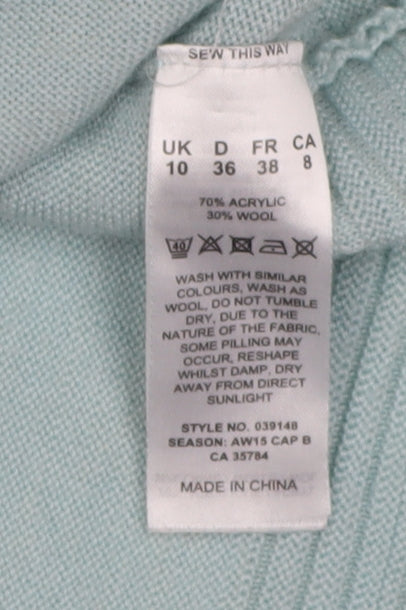 SEW THIS WAY
UK D FR CA
10 36 38 8
70% ACRYLIC
30% WOOL
40
WASH WITH SIMILAR
COLOURS, WASH AS
WOOL, DO NOT TUMBLE
DRY, DUE TO THE
NATURE OF THE FABRIC,
SOME PILLING MAY
OCCUR, RESHAPE
WHILST DAMP, DRY
AWAY FROM DIRECT
SUNLIGHT
STYLE NO. 039148
SEASON: AW15 CAP B
CA 35784
MADE IN CHINA